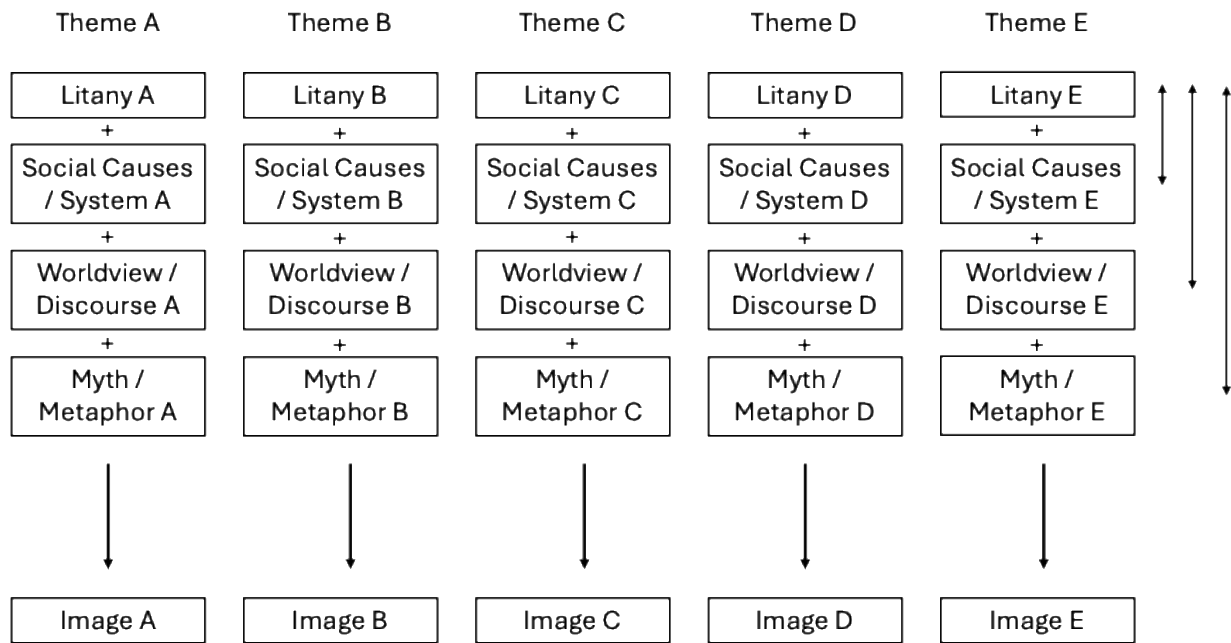 Theme A Theme B Theme C Theme D Theme E
Litany A Litany B Litany C Litany D Litany E
+ + + + +
Social Causes Social Causes Social Causes Social Causes Social Causes
/ System A / System B / System C / System D / System E
+ + + + +
Worldview / Worldview / Worldview / Worldview / Worldview /
Discourse A Discourse B Discourse C Discourse D Discourse E
+ + + + +
Myth / Myth / Myth / Myth / Myth /
Metaphor A Metaphor B Metaphor C Metaphor D Metaphor E
Image A Image B Image C Image D Image E